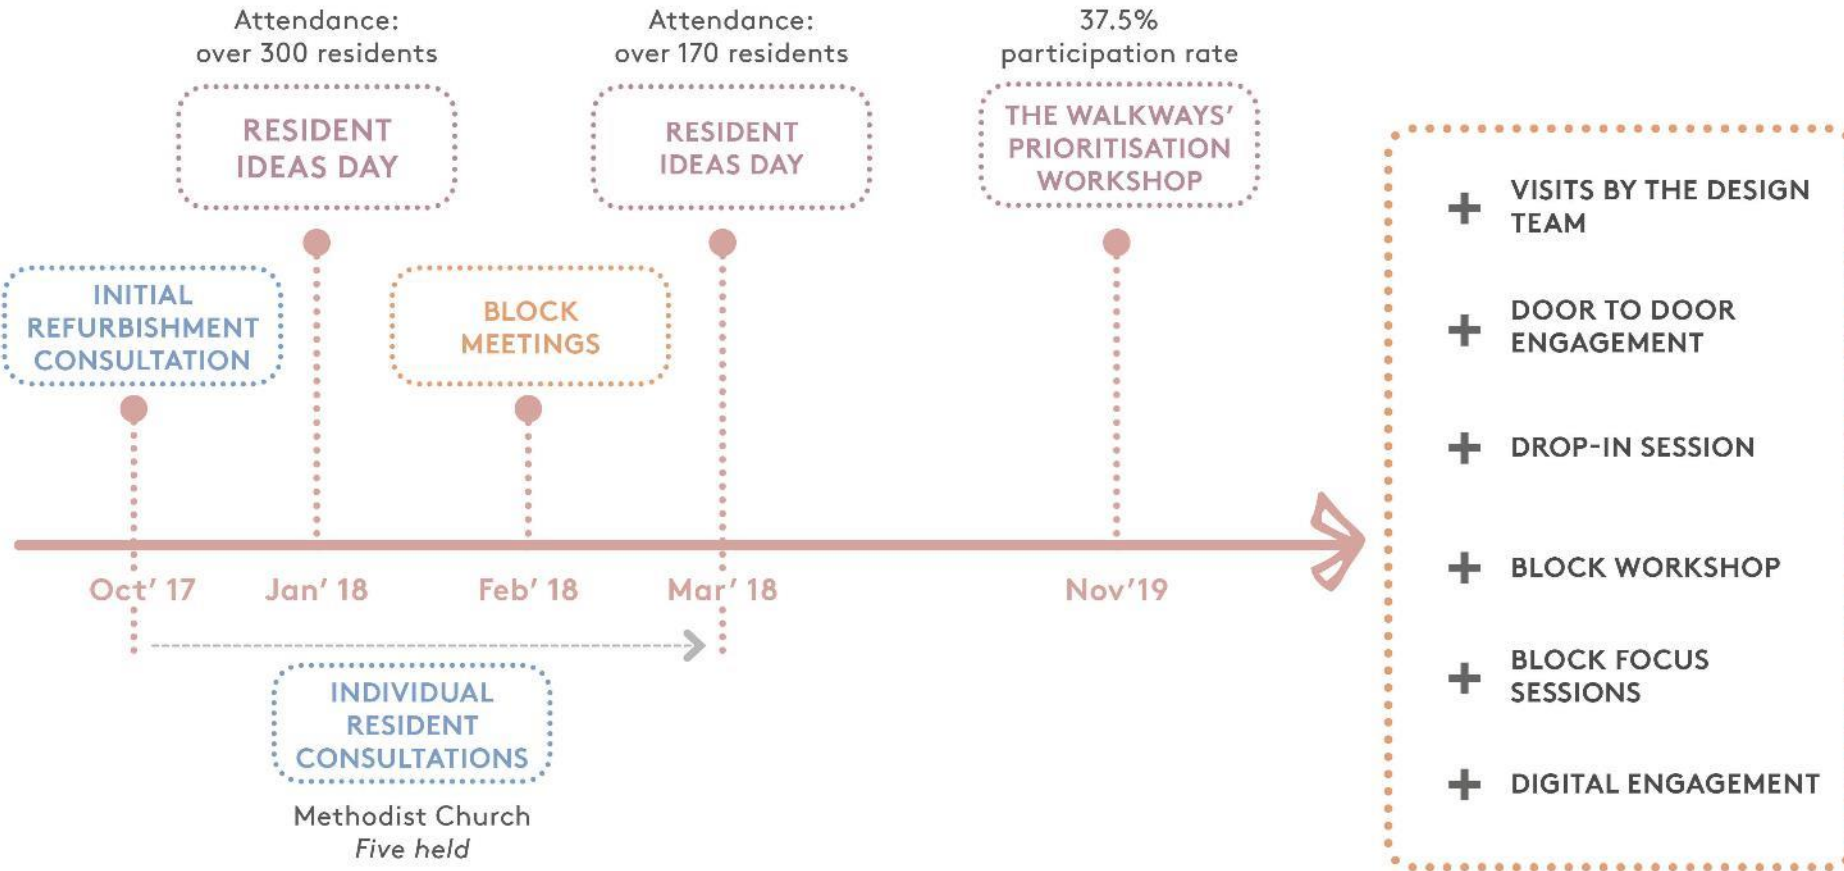 Attendance:
over 300 residents
RESIDENT
IDEAS DAY
Attendance:
over 170 residents
RESIDENT
IDEAS DAY
37.5%
participation rate
THE WALKWAYS'
PRIORITISATION
WORKSHOP
INITIAL
REFURBISHMENT
CONSULTATION
BLOCK
MEETINGS
Oct' 17
Jan' 18
Feb' 18
Mar' 18
Nov'19
INDIVIDUAL
RESIDENT
CONSULTATIONS
Methodist Church
Five held
+ VISITS BY THE DESIGN
TEAM
+ DOOR TO DOOR
ENGAGEMENT
+ DROP-IN SESSION
+ BLOCK WORKSHOP
+ BLOCK FOCUS
SESSIONS
+ DIGITAL ENGAGEMENT